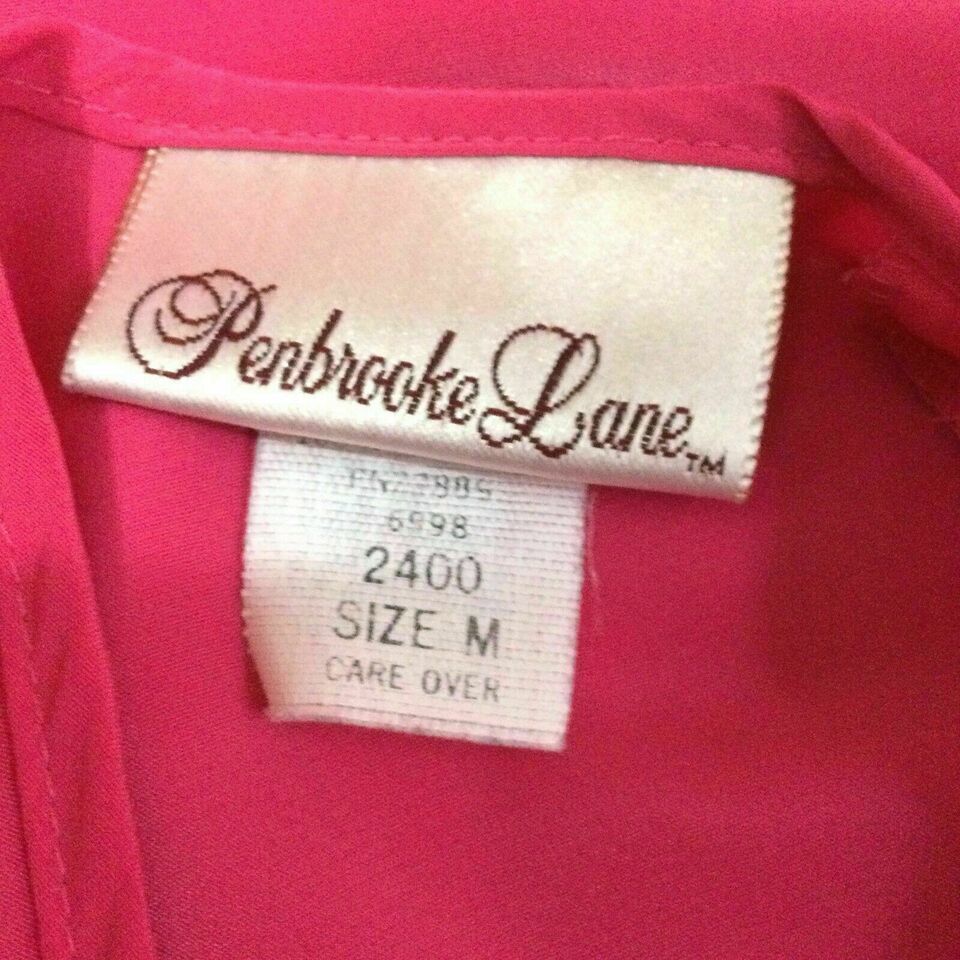 Penbrooke Lane TM
6998
2400
SIZE M
CARE OVER